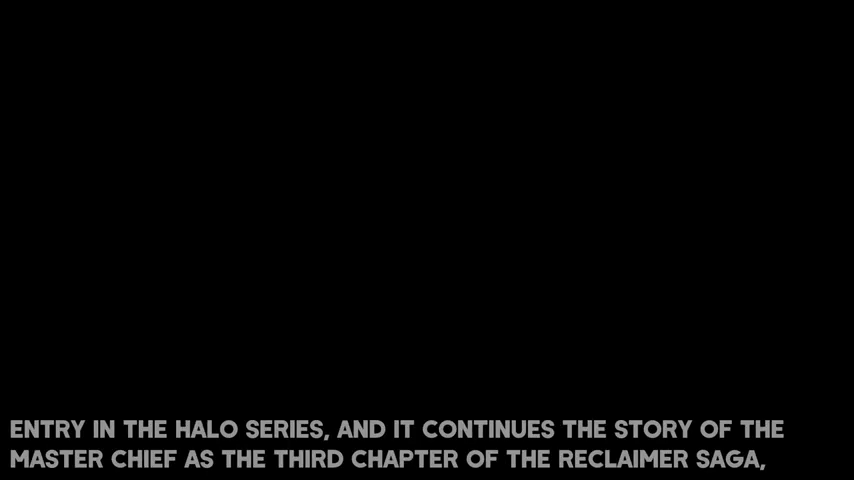 ENTRY IN THE HALO SERIES, AND IT CONTINUES THE STORY OF THE
MASTER CHIEF AS THE THIRD CHAPTER OF THE RECLAIMER SAGA,